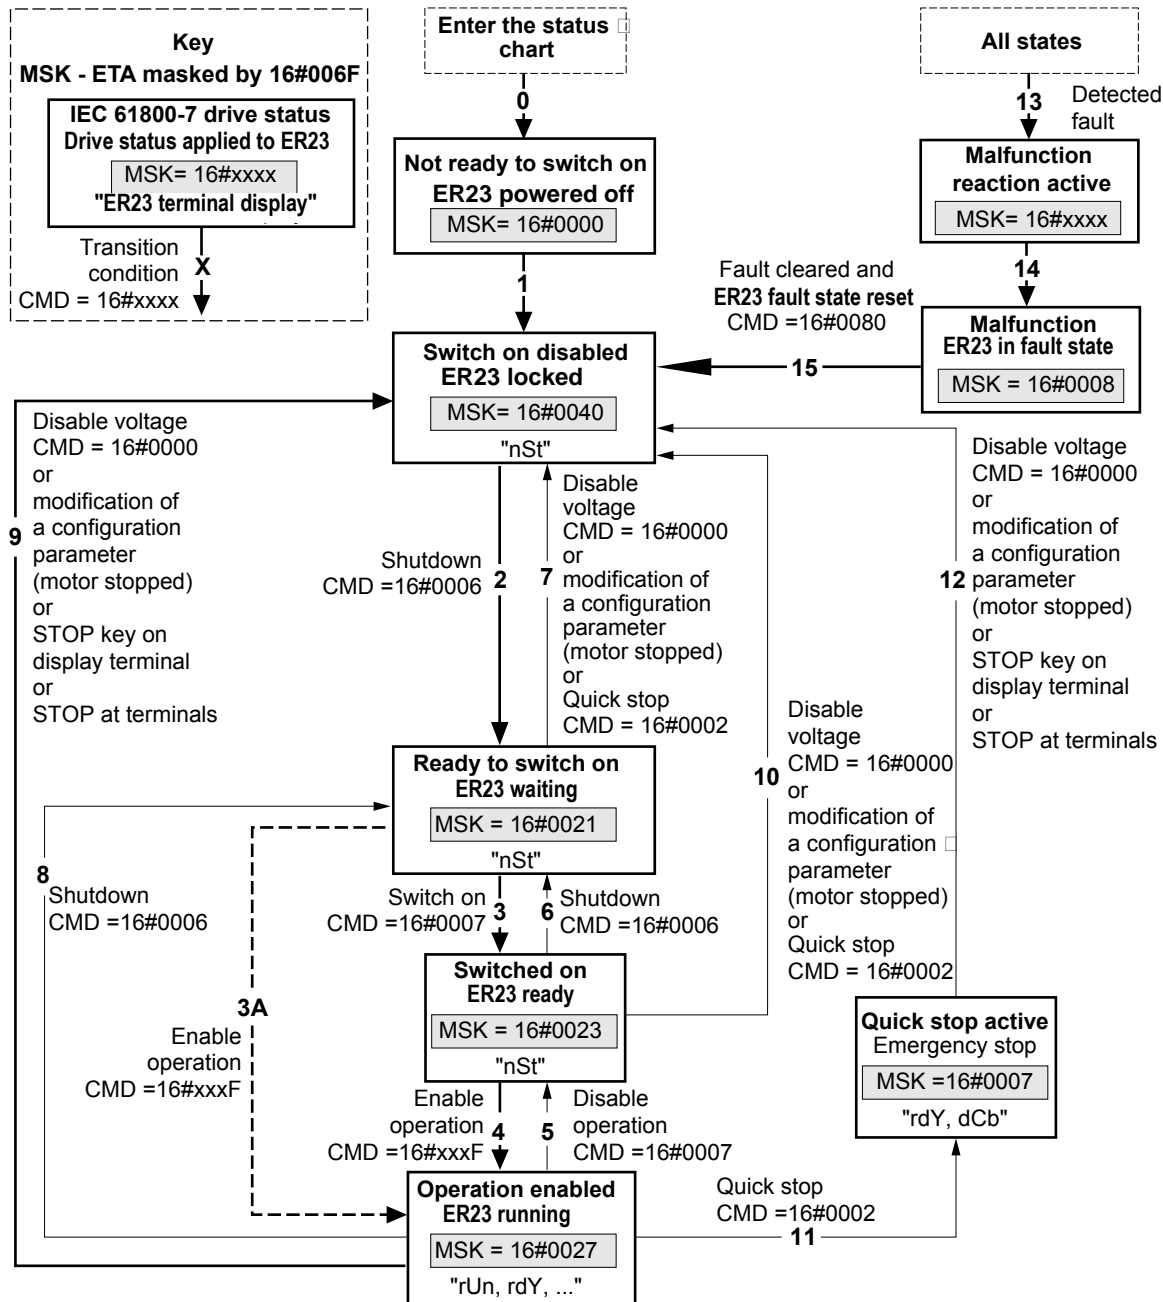 Key
MSK - ETA masked by 16#006F
IEC 61800-7 drive status
Drive status applied to ER23
MSK= 16#xxxx
"ER23 terminal display"
Transition
condition
CMD = 16#xxxx
X
Enter the status
chart
0
Not ready to switch on
ER23 powered off
MSK= 16#0000
1
All states
13
Detected
fault
Malfunction
reaction active
MSK= 16#xxxx
14
Malfunction
ER23 in fault state
MSK = 16#0008
Fault cleared and
ER23 fault state reset
CMD =16#0080
15
Switch on disabled
ER23 locked
MSK= 16#0040
"nSt"
9
Disable voltage
CMD = 16#0000
or
modification of
a configuration
parameter
(motor stopped)
or
STOP key on
display terminal
or
STOP at terminals
Shutdown
CMD =16#0006
2
7
Disable
voltage
CMD = 16#0000
or
modification of
a configuration
parameter
(motor stopped)
or
Quick stop
CMD = 16#0002
12
Disable voltage
CMD = 16#0000
or
modification of
a configuration
parameter
(motor stopped)
or
STOP key on
display terminal
or
STOP at terminals
10
Disable
voltage
CMD = 16#0000
or
modification of
a configuration
parameter
(motor stopped)
or
Quick stop
CMD = 16#0002
Ready to switch on
ER23 waiting
MSK = 16#0021
"nSt"
8
Shutdown
CMD =16#0006
Switch on
CMD =16#0007
3
6
Shutdown
CMD =16#0006
3A
Enable
operation
CMD =16#xxxF
Switched on
ER23 ready
MSK = 16#0023
"nSt"
Enable
operation
CMD =16#xxxF
4
5
Disable
operation
CMD =16#0007
Quick stop active
Emergency stop
MSK =16#0007
"rdY, dCb"
Operation enabled
ER23 running
MSK = 16#0027
"rUn, rdY, ..."
Quick stop
CMD =16#0002
11